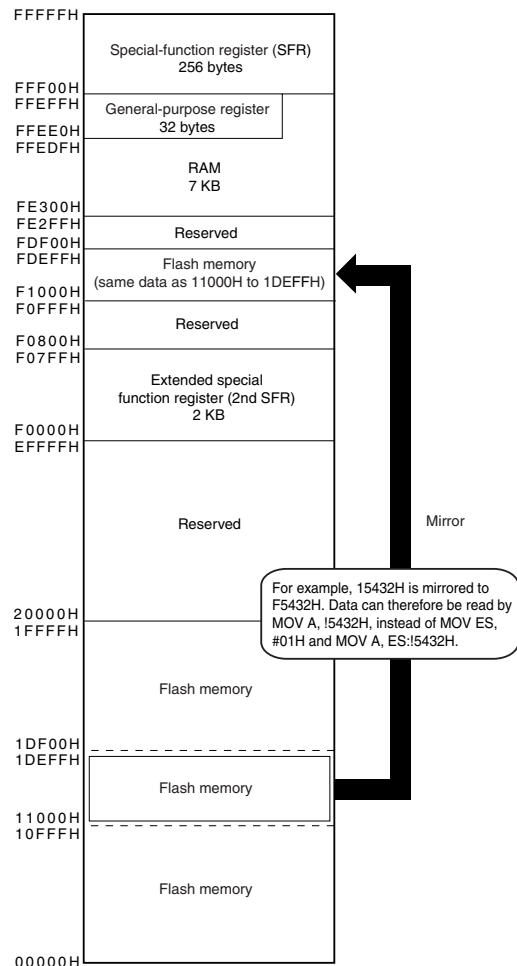 FFFFFH
Special-function register (SFR)
256 bytes
FFF00H
FFEFFH
General-purpose register
32 bytes
FFEE0H
FFEDFH
RAM
7 KB
FE300H
FE2FFH
Reserved
FDF00H
FDEFFH
Flash memory
(same data as 11000H to 1DEFFH)
F1000H
F0FFFH
Reserved
F0800H
F07FFH
Extended special
function register (2nd SFR)
2 KB
F0000H
EFFFFH
Reserved
Mirror
For example, 15432H is mirrored to
F5432H. Data can therefore be read by
MOV A, !5432H, instead of MOV ES,
#01H and MOV A, ES:!5432H.
20000H
1FFFFH
Flash memory
1DF00H
1DEFFH
Flash memory
11000H
10FFFH
Flash memory
00000H